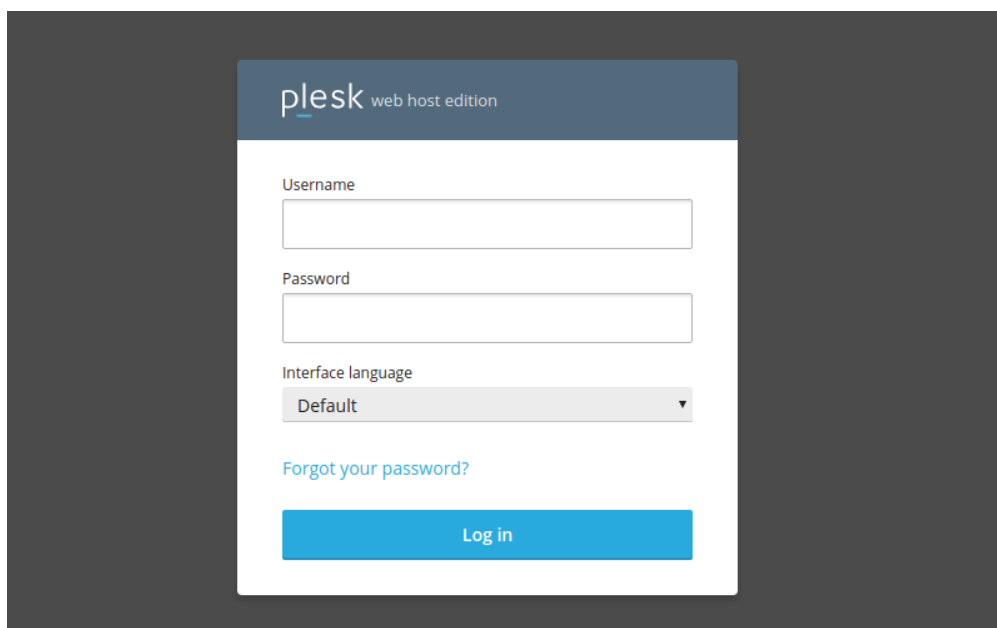 plesk web host edition
Username
Password
Interface language
Default
Forgot your password?
Log in